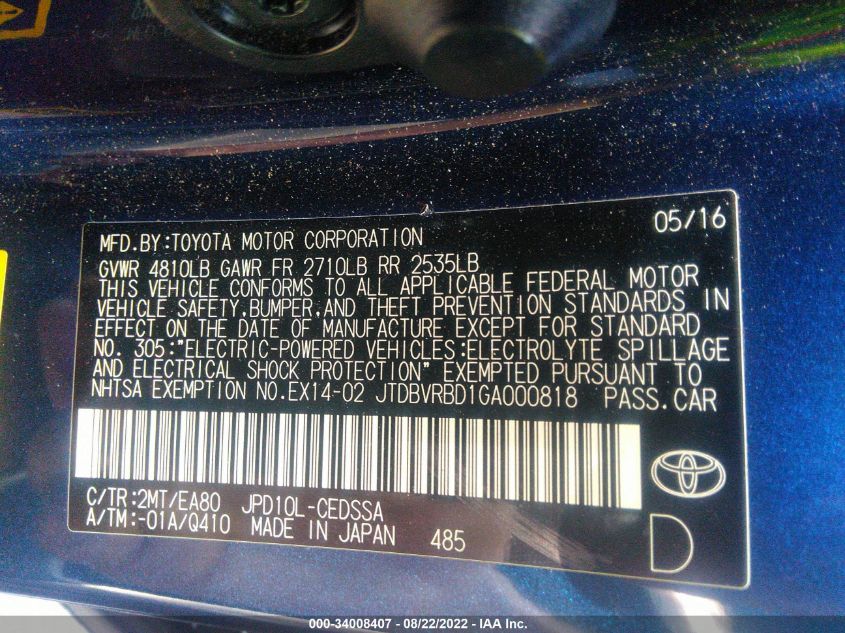 05/16
MFD.BY:TOYOTA MOTOR CORPORATION
GVWR 4810LB GAWR FR 2710LB RR 2535LB
THIS VEHICLE CONFORMS TO ALL APPLICABLE FEDERAL MOTOR
VEHICLE SAFETY,BUMPER,AND THEFT PREVENTION STANDARDS IN
EFFECT ON THE DATE OF MANUFACTURE EXCEPT FOR STANDARD
NO. 305:"ELECTRIC-POWERED VEHICLES:ELECTROLYTE SPILLAGE
AND ELECTRICAL SHOCK PROTECTION" EXEMPTED PURSUANT TO
NHTSA EXEMPTION NO.EX14-02 JTDBVRBD1GA000818 PASS.CAR
C/TR:2MT/EA80 JPD10L-CEDSSA
A/TM:-01A/Q410 MADE IN JAPAN 485
D
000-34008407 - 08/22/2022 - IAA Inc.